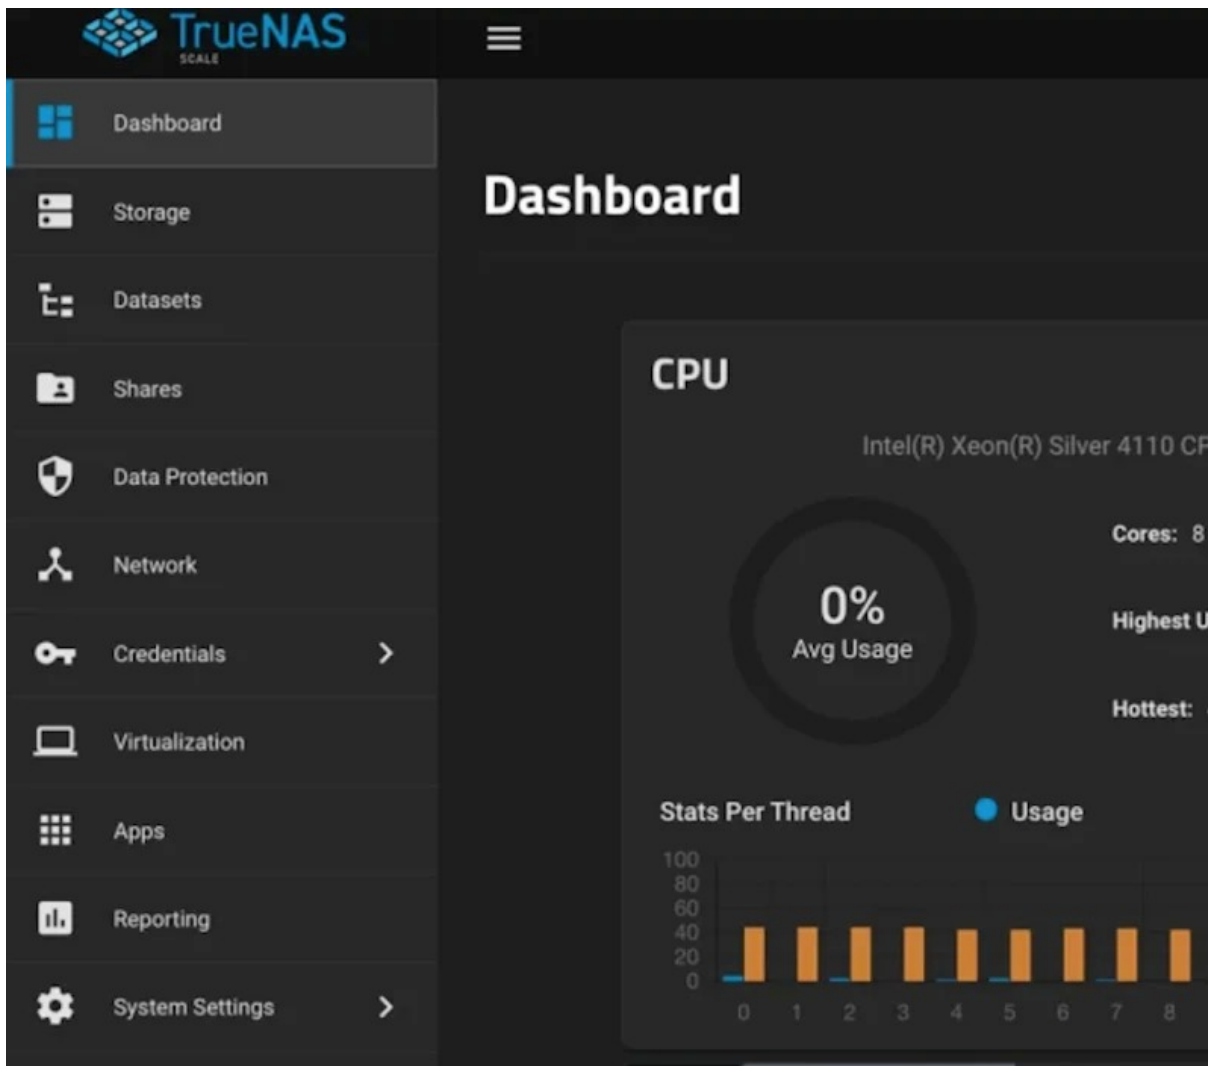 TrueNAS
SCALE
Dashboard
Storage
Datasets
Shares
Data Protection
Network
Credentials
Virtualization
Apps
Reporting
System Settings
Dashboard
CPU
Intel(R) Xeon(R) Silver 4110 CP
Cores: 8
Highest U
Hottest:
0%
Avg Usage
Stats Per Thread
Usage
100
80
60
40
20
0
0 1 2 3 4 5 6 7 8